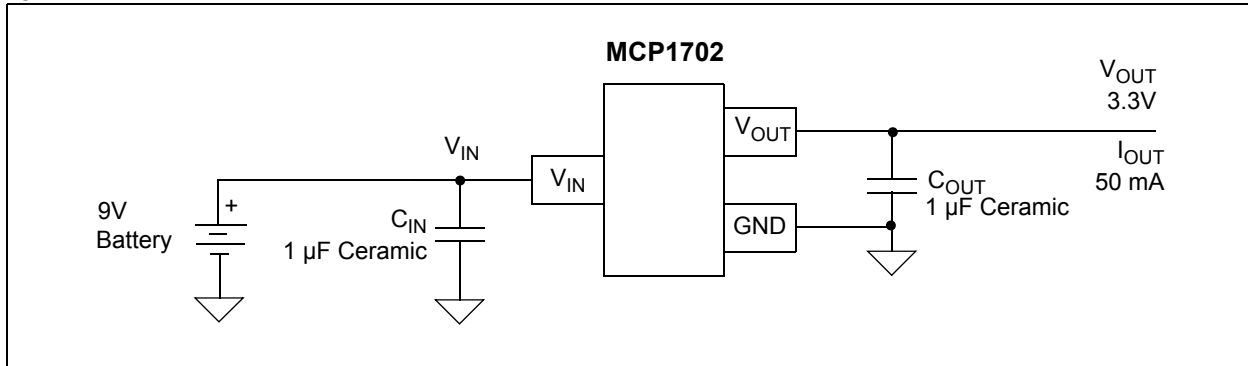 MCP1702
V_OUT
3.3V
V_OUT
V_IN
V_IN
I_OUT
50 mA
C_OUT
1 µF Ceramic
9V
Battery
+
C_IN
1 µF Ceramic
GND